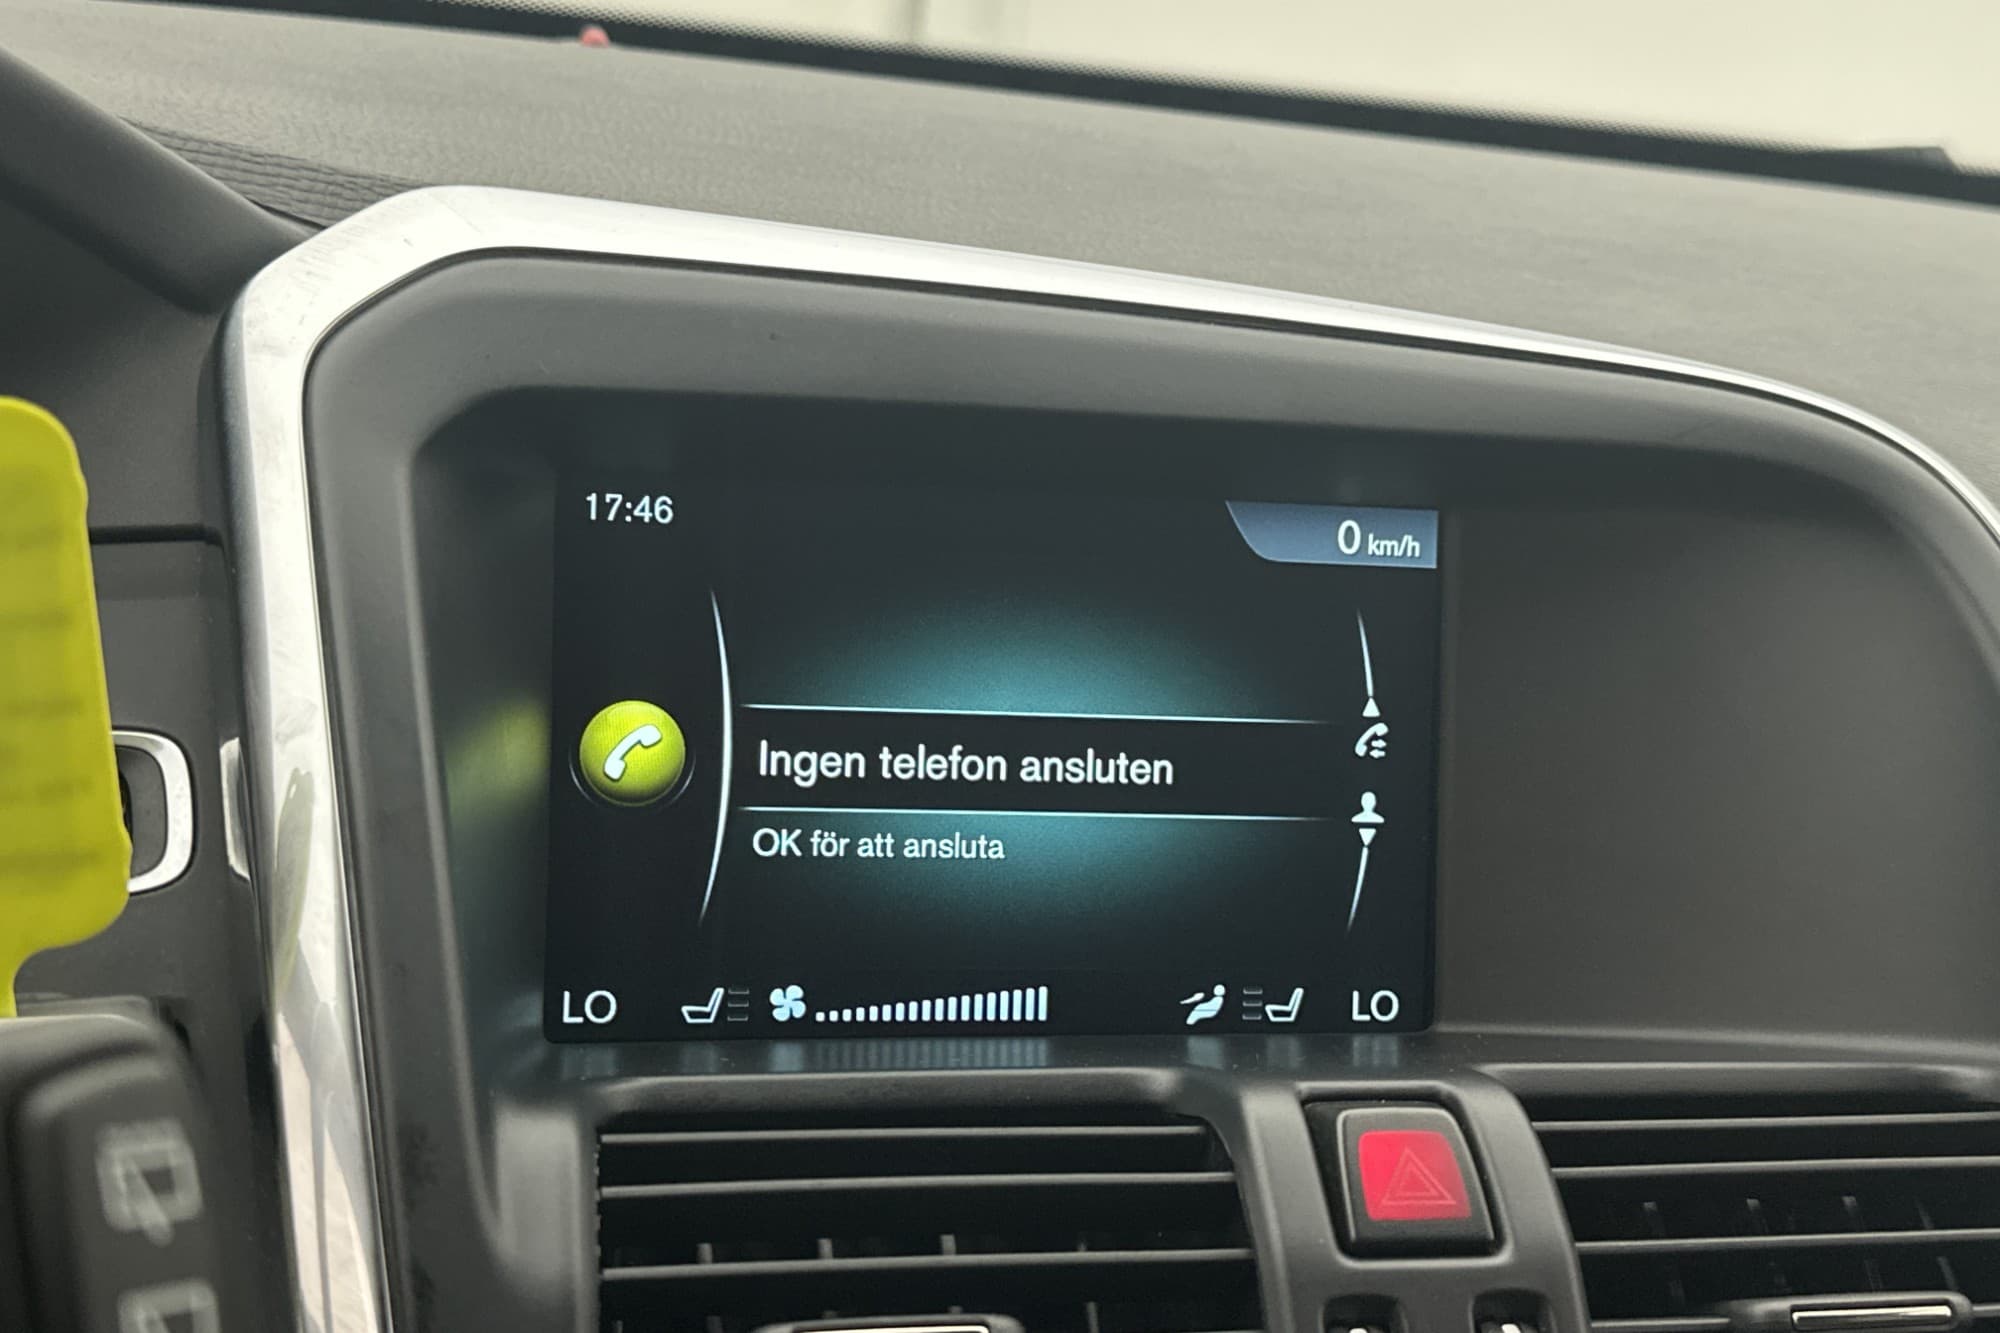 17:46
0 km/h
Ingen telefon ansluten
OK för att ansluta
LO LO